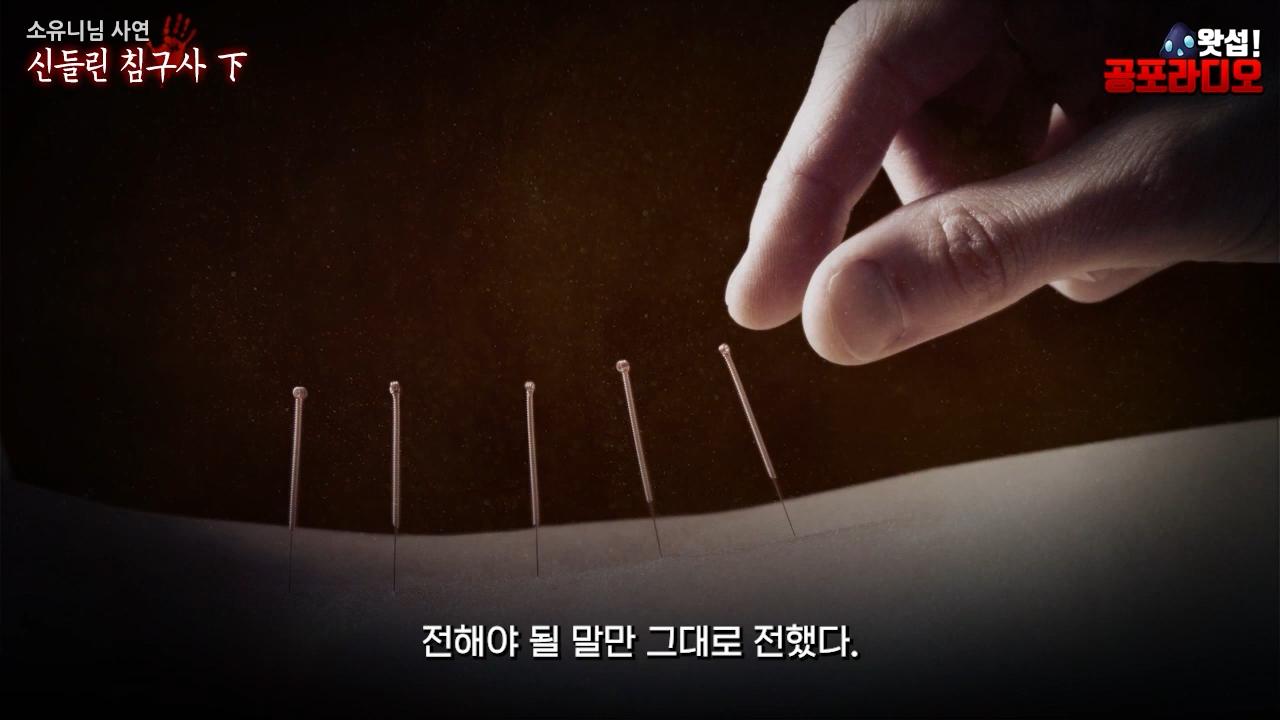 소유니님 사연
신들린 침구사 下
왓섭!
공포라디오
전해야 될 말만 그대로 전했다.